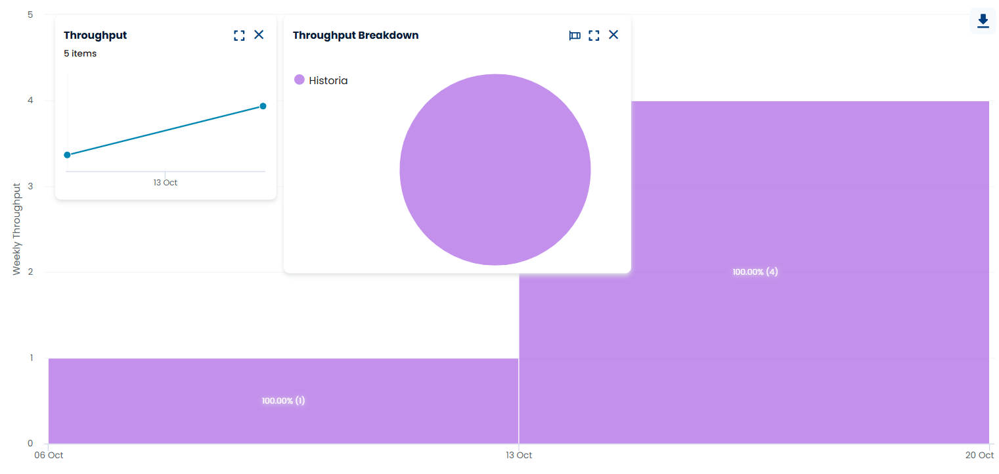 Throughput
5 items
13 Oct
Throughput Breakdown
Historia
Weekly Throughput
5
4
3
2
1
0
100.00% (4)
100.00% (1)
06 Oct
13 Oct
20 Oct